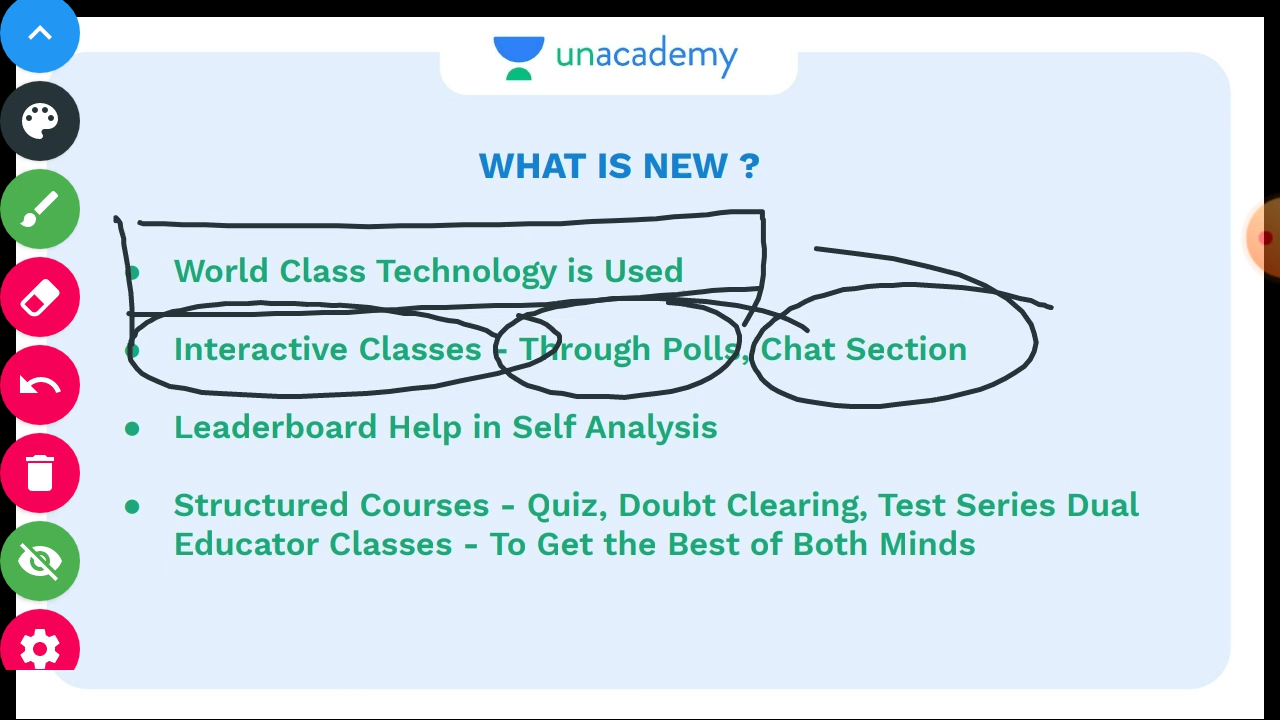 unacademy
WHAT IS NEW ?
● World Class Technology is Used
● Interactive Classes - Through Polls, Chat Section
● Leaderboard Help in Self Analysis
● Structured Courses - Quiz, Doubt Clearing, Test Series Dual
Educator Classes - To Get the Best of Both Minds